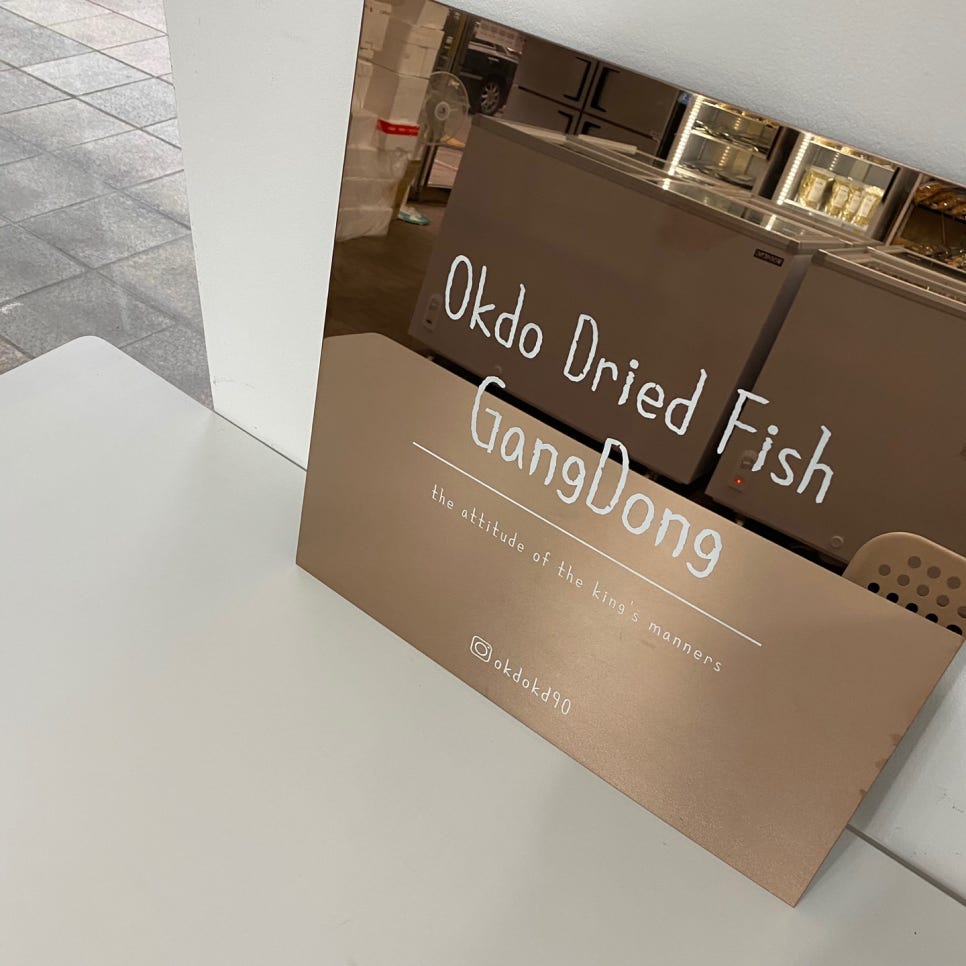 Okdo Dried Fish
GangDong
the attitude of the king's manners
okdokd90